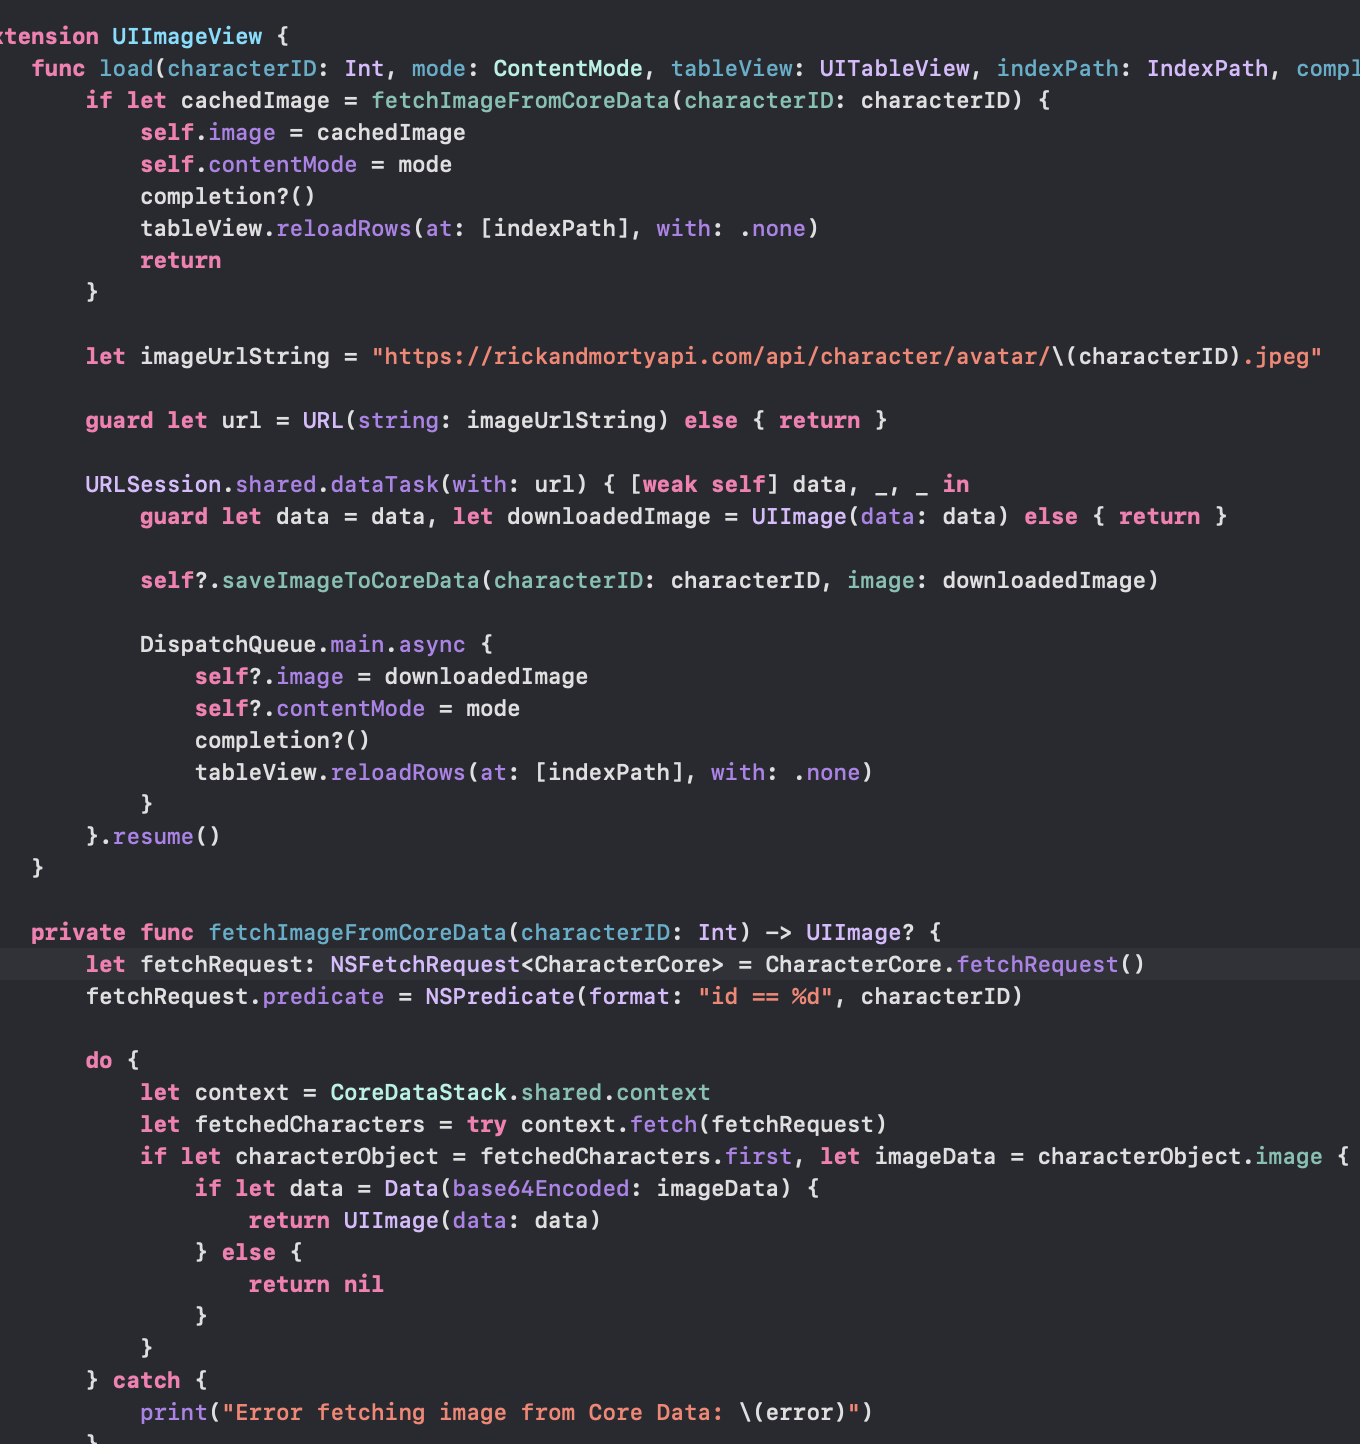 xtension UIImageView {
func load(characterID: Int, mode: ContentMode, tableView: UITableView, indexPath: IndexPath, compl
if let cachedImage = fetchImageFromCoreData(characterID: characterID) {
self.image = cachedImage
self.contentMode = mode
completion?()
tableView.reloadRows(at: [indexPath], with: .none)
return
}
let imageUrlString = "https://rickandmortyapi.com/api/character/avatar/\(characterID).jpeg"
guard let url = URL(string: imageUrlString) else { return }
URLSession.shared.dataTask(with: url) { [weak self] data, _, _ in
guard let data = data, let downloadedImage = UIImage(data: data) else { return }
self?.saveImageToCoreData(characterID: characterID, image: downloadedImage)
DispatchQueue.main.async {
self?.image = downloadedImage
self?.contentMode = mode
completion?()
tableView.reloadRows(at: [indexPath], with: .none)
}
}.resume()
}
private func fetchImageFromCoreData(characterID: Int) -> UIImage? {
let fetchRequest: NSFetchRequest<CharacterCore> = CharacterCore.fetchRequest()
fetchRequest.predicate = NSPredicate(format: "id == %d", characterID)
do {
let context = CoreDataStack.shared.context
let fetchedCharacters = try context.fetch(fetchRequest)
if let characterObject = fetchedCharacters.first, let imageData = characterObject.image {
if let data = Data(base64Encoded: imageData) {
return UIImage(data: data)
} else {
return nil
}
}
} catch {
print("Error fetching image from Core Data: \(error)")
}